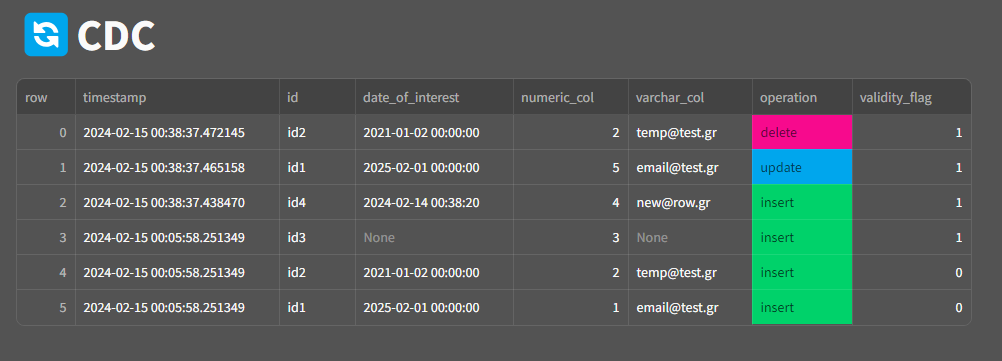 CDC
row timestamp id date_of_interest numeric_col varchar_col operation validity_flag
0 2024-02-15 00:38:37.472145 id2 2021-01-02 00:00:00 2 temp@test.gr delete 1
1 2024-02-15 00:38:37.465158 id1 2025-02-01 00:00:00 5 email@test.gr update 1
2 2024-02-15 00:38:37.438470 id4 2024-02-14 00:38:20 4 new@row.gr insert 1
3 2024-02-15 00:05:58.251349 id3 None 3 None insert 1
4 2024-02-15 00:05:58.251349 id2 2021-01-02 00:00:00 2 temp@test.gr insert 0
5 2024-02-15 00:05:58.251349 id1 2025-02-01 00:00:00 1 email@test.gr insert 0